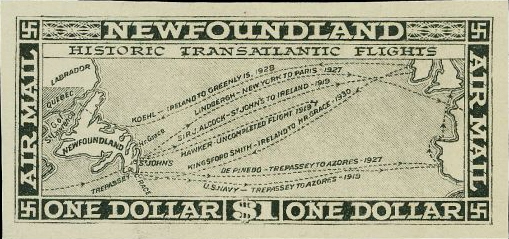 NEWFOUNDLAND
HISTORIC TRANSATLANTIC FLIGHTS
AIR MAIL
AIR MAIL
LABRADOR
QUEBEC
NEWFOUNDLAND
ST. JOHN'S
HR. GRACE
TREPASSEY
KOEHL - IRELAND TO GREENLY IS. 1928
LINDBERGH - NEW YORK TO PARIS - 1927
SIR J. ALCOCK - ST. JOHN'S TO IRELAND - 1919
HAWKER - UNCOMPLETED FLIGHT 1919
KINGSFORD SMITH - IRELAND TO HR. GRACE - 1930
DE PINEDO - TREPASSEY TO AZORES - 1927
U.S. NAVY - TREPASSEY TO AZORES - 1919
ONE DOLLAR $1 ONE DOLLAR